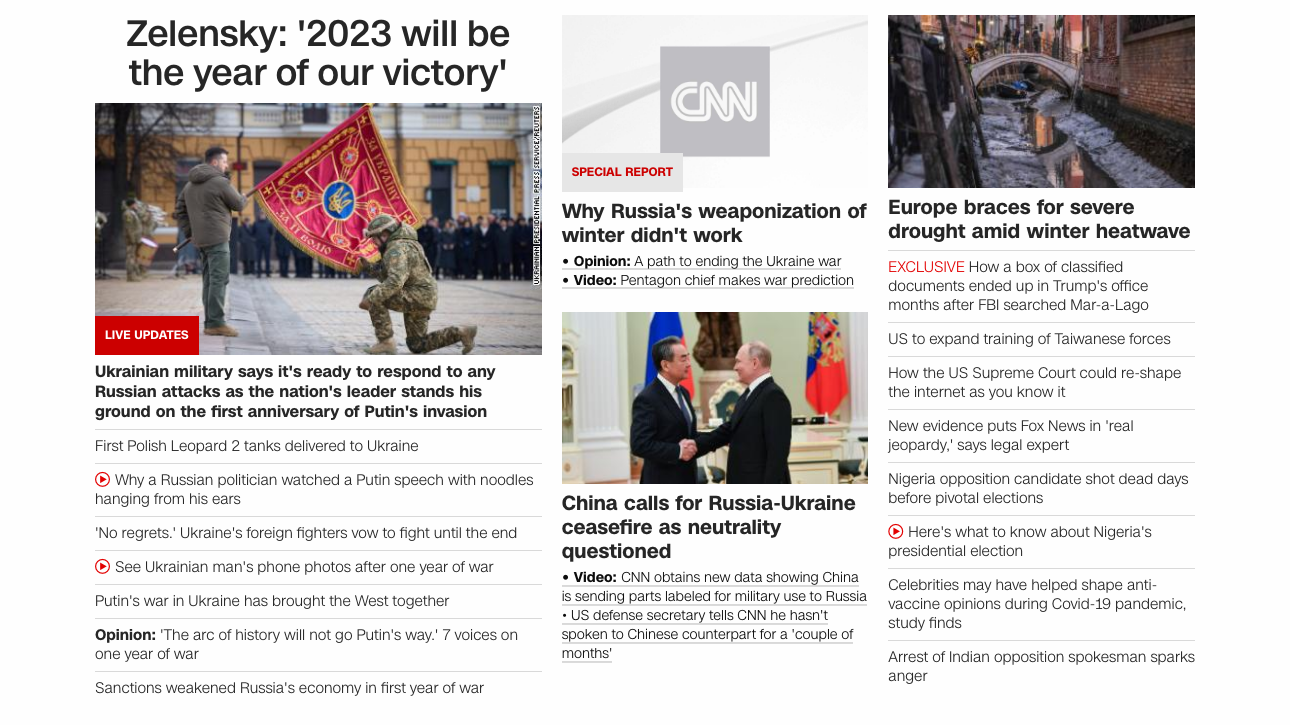 Zelensky: '2023 will be
the year of our victory'
ЗА УКРАЇНУ
ЗА ЇЇ ВОЛЮ
UKRAINIAN PRESIDENTIAL PRESS SERVICE/REUTERS
LIVE UPDATES
Ukrainian military says it's ready to respond to any
Russian attacks as the nation's leader stands his
ground on the first anniversary of Putin's invasion
First Polish Leopard 2 tanks delivered to Ukraine
Why a Russian politician watched a Putin speech with noodles
hanging from his ears
'No regrets.' Ukraine's foreign fighters vow to fight until the end
See Ukrainian man's phone photos after one year of war
Putin's war in Ukraine has brought the West together
Opinion: 'The arc of history will not go Putin's way.' 7 voices on
one year of war
Sanctions weakened Russia's economy in first year of war
CNN
SPECIAL REPORT
Why Russia's weaponization of
winter didn't work
• Opinion: A path to ending the Ukraine war
• Video: Pentagon chief makes war prediction
China calls for Russia-Ukraine
ceasefire as neutrality
questioned
• Video: CNN obtains new data showing China
is sending parts labeled for military use to Russia
• US defense secretary tells CNN he hasn't
spoken to Chinese counterpart for a 'couple of
months'
Europe braces for severe
drought amid winter heatwave
EXCLUSIVE How a box of classified
documents ended up in Trump's office
months after FBI searched Mar-a-Lago
US to expand training of Taiwanese forces
How the US Supreme Court could re-shape
the internet as you know it
New evidence puts Fox News in 'real
jeopardy,' says legal expert
Nigeria opposition candidate shot dead days
before pivotal elections
Here's what to know about Nigeria's
presidential election
Celebrities may have helped shape anti-
vaccine opinions during Covid-19 pandemic,
study finds
Arrest of Indian opposition spokesman sparks
anger